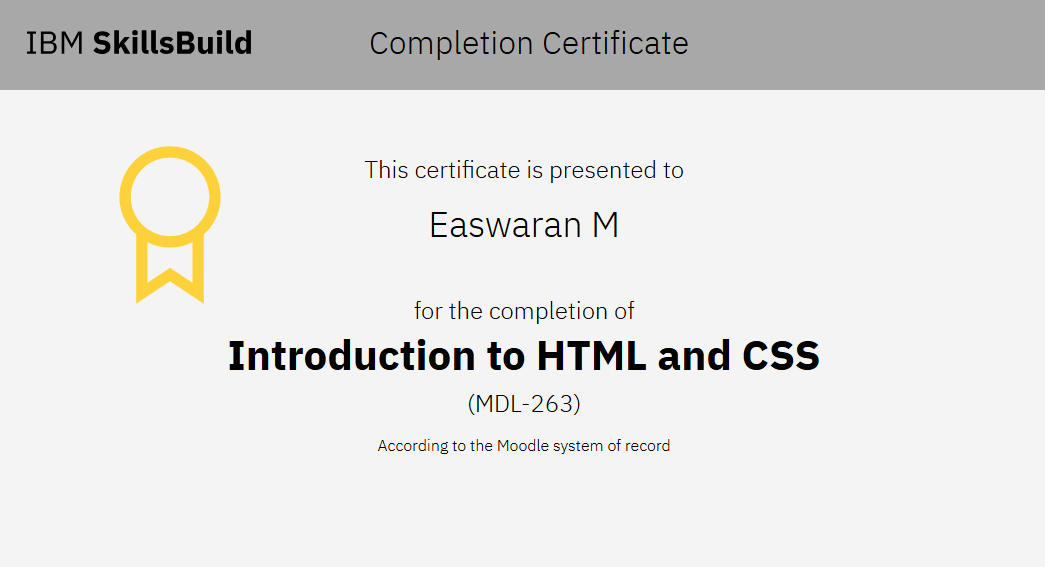 IBM SkillsBuild
Completion Certificate
This certificate is presented to
Easwaran M
for the completion of
Introduction to HTML and CSS
(MDL-263)
According to the Moodle system of record